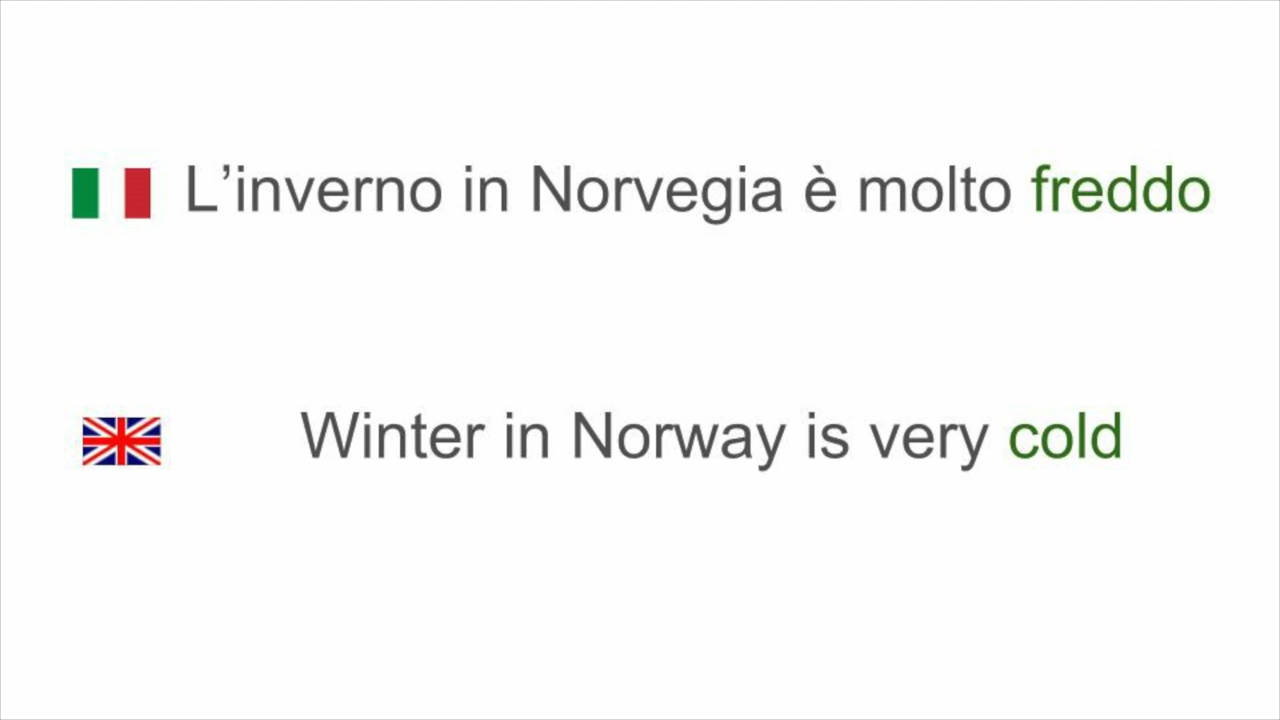 L’inverno in Norvegia è molto freddo
Winter in Norway is very cold